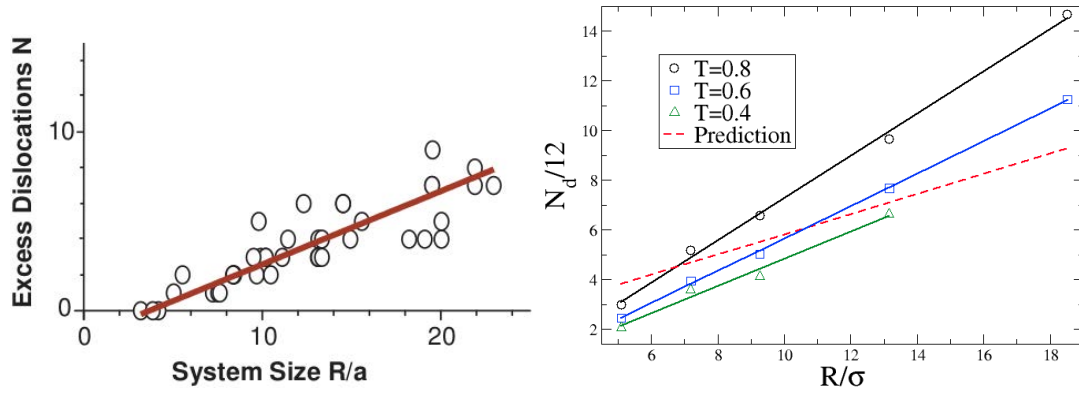 Excess Dislocations N
10
0
0
10
20
System Size R/a
N_d/12
14
12
10
8
6
4
2
T=0.8
T=0.6
T=0.4
Prediction
6
8
10
12
14
16
18
R/σ